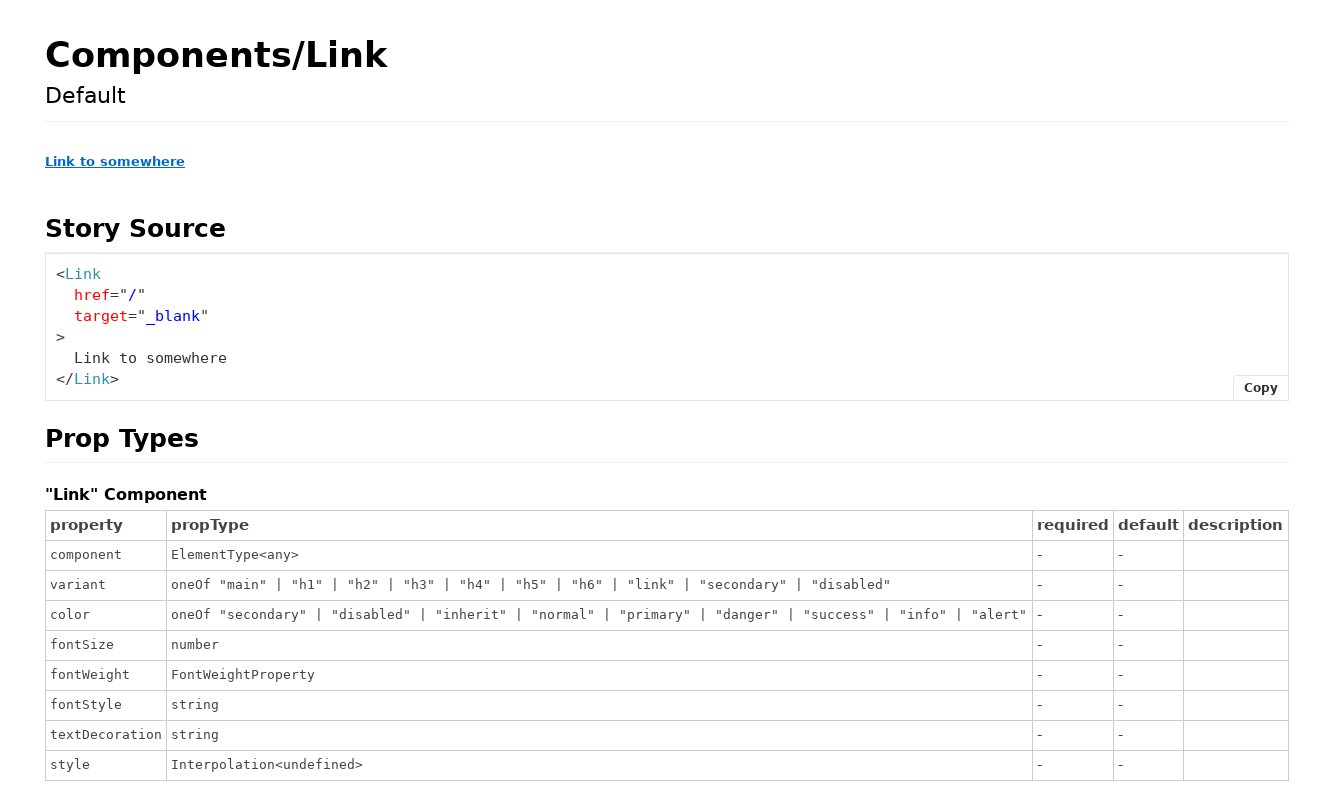 Components/Link
Default
Link to somewhere
Story Source
<Link
  href="/"
  target="_blank"
>
  Link to somewhere
</Link>
Copy
Prop Types
"Link" Component
property propType required default description
component ElementType<any> - -
variant oneOf "main" | "h1" | "h2" | "h3" | "h4" | "h5" | "h6" | "link" | "secondary" | "disabled" - -
color oneOf "secondary" | "disabled" | "inherit" | "normal" | "primary" | "danger" | "success" | "info" | "alert" - -
fontSize number - -
fontWeight FontWeightProperty - -
fontStyle string - -
textDecoration string - -
style Interpolation<undefined> - -